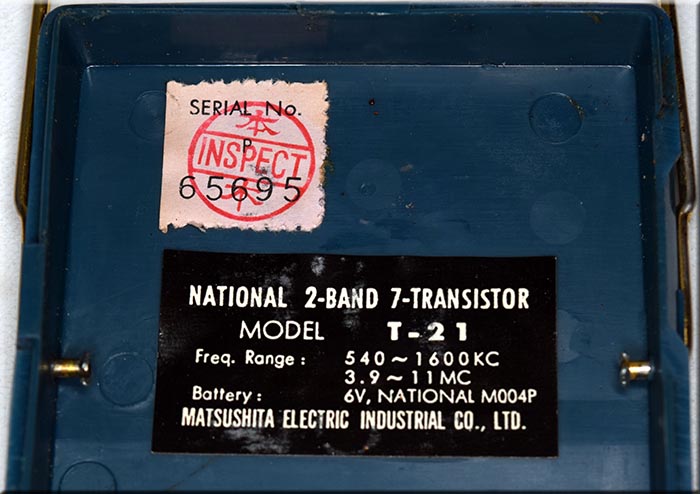 SERIAL No.
本
P
INSPECT
65695
NATIONAL 2-BAND 7-TRANSISTOR
MODEL T-21
Freq. Range : 540~1600KC
3.9~11MC
Battery : 6V, NATIONAL M004P
MATSUSHITA ELECTRIC INDUSTRIAL CO., LTD.